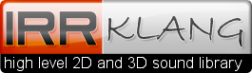 IRR KLANG
high level 2D and 3D sound library